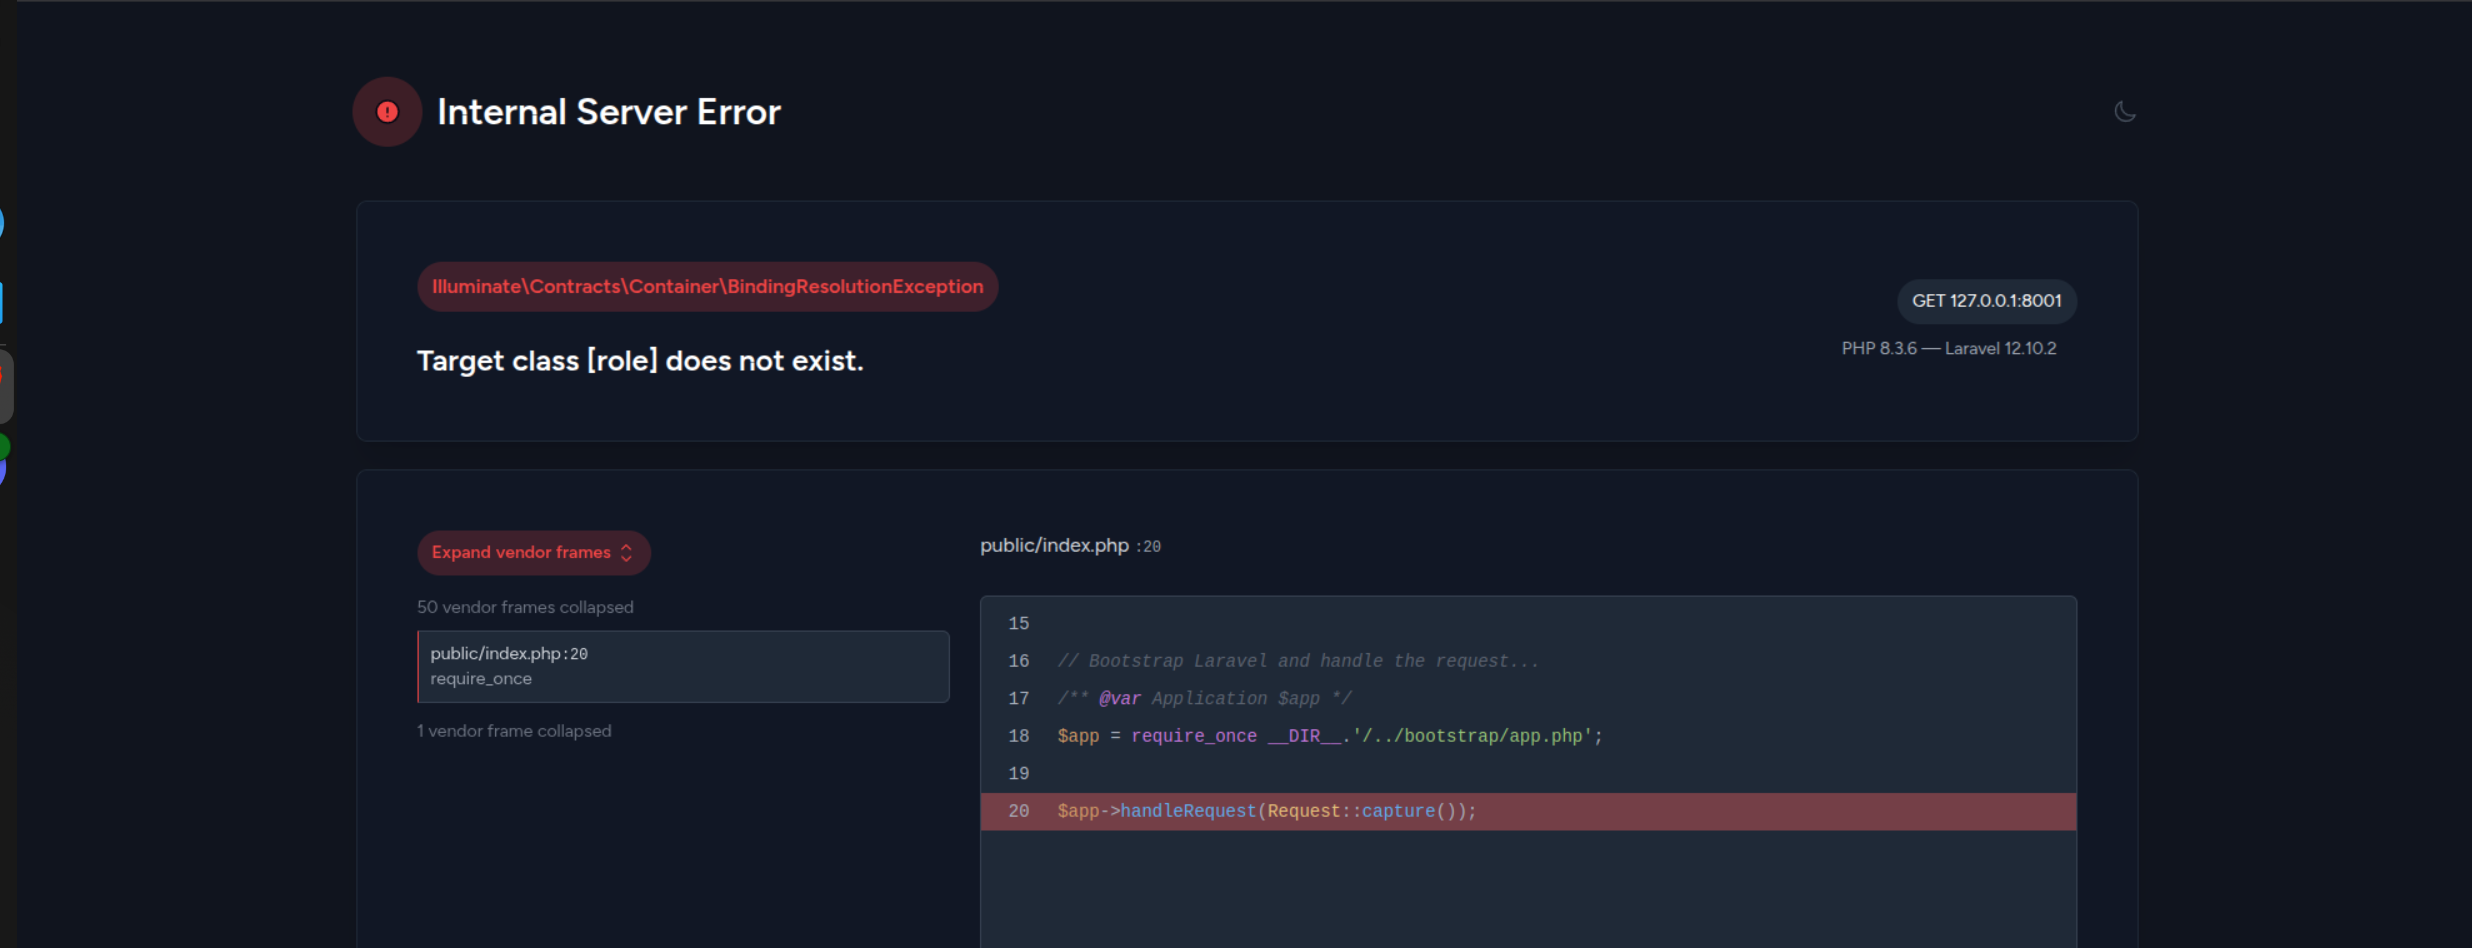 Internal Server Error
Illuminate\Contracts\Container\BindingResolutionException
GET 127.0.0.1:8001
Target class [role] does not exist.
PHP 8.3.6 — Laravel 12.10.2
Expand vendor frames
50 vendor frames collapsed
public/index.php:20
require_once
1 vendor frame collapsed
public/index.php :20
15
16 // Bootstrap Laravel and handle the request...
17 /** @var Application $app */
18 $app = require_once __DIR__.'/../bootstrap/app.php';
19
20 $app->handleRequest(Request::capture());